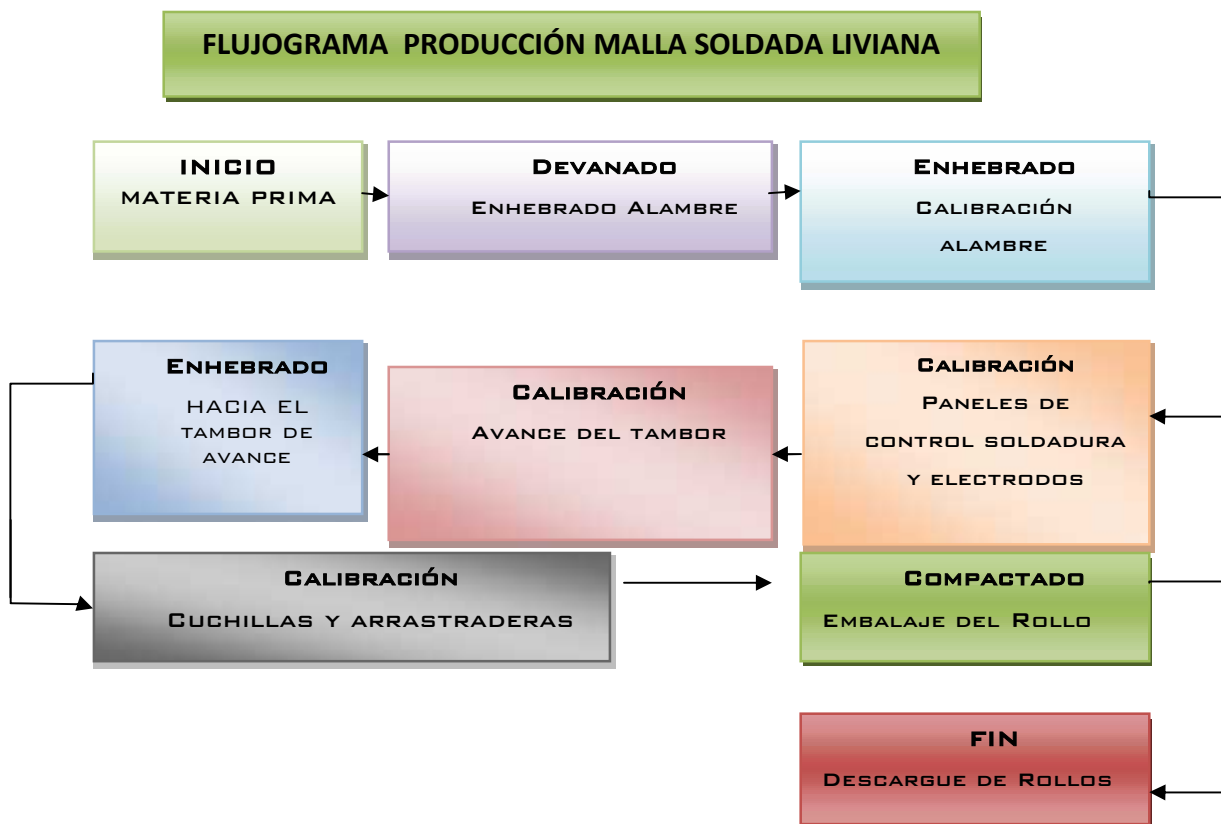 FLUJOGRAMA PRODUCCIÓN MALLA SOLDADA LIVIANA
INICIO
MATERIA PRIMA
DEVANADO
ENHEBRADO ALAMBRE
ENHEBRADO
CALIBRACIÓN
ALAMBRE
CALIBRACIÓN
PANELES DE
CONTROL SOLDADURA
Y ELECTRODOS
CALIBRACIÓN
AVANCE DEL TAMBOR
ENHEBRADO
HACIA EL
TAMBOR DE
AVANCE
CALIBRACIÓN
CUCHILLAS Y ARRASTRADERAS
COMPACTADO
EMBALAJE DEL ROLLO
FIN
DESCARGUE DE ROLLOS